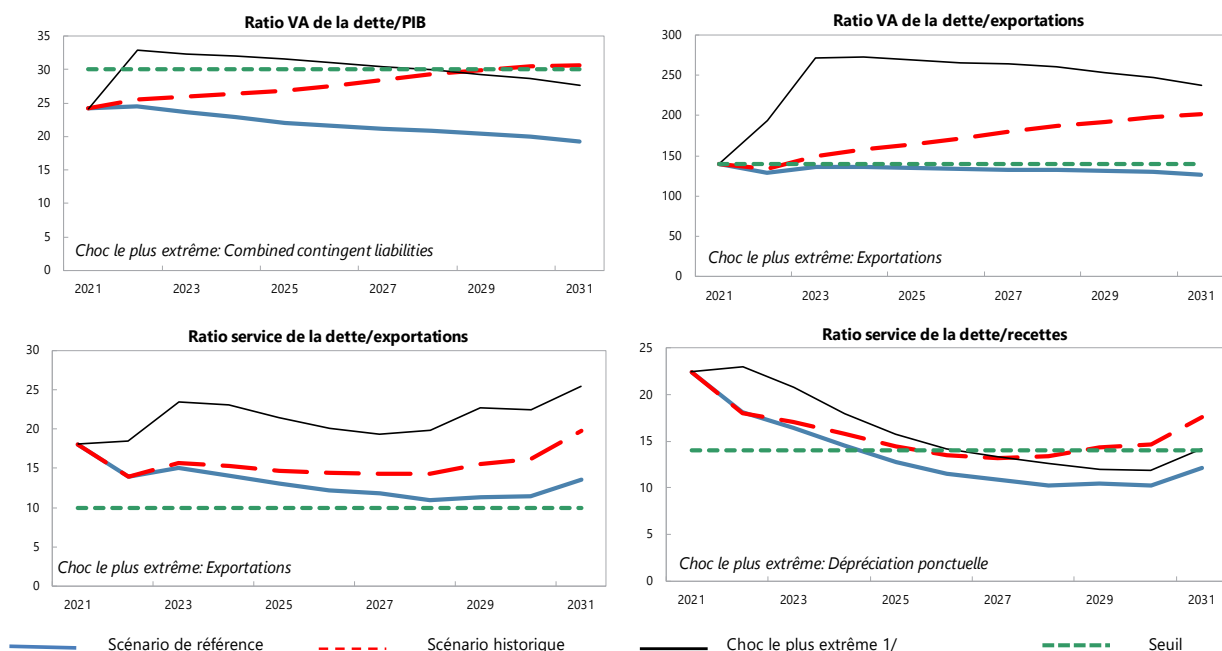 Ratio VA de la dette/PIB
35
30
25
20
15
10
5
0
2021 2023 2025 2027 2029 2031
Choc le plus extrême: Combined contingent liabilities
Ratio VA de la dette/exportations
300
250
200
150
100
50
0
2021 2023 2025 2027 2029 2031
Choc le plus extrême: Exportations
Ratio service de la dette/exportations
30
25
20
15
10
5
0
2021 2023 2025 2027 2029 2031
Choc le plus extrême: Exportations
Ratio service de la dette/recettes
25
20
15
10
5
0
2021 2023 2025 2027 2029 2031
Choc le plus extrême: Dépréciation ponctuelle
Scénario de référence Scénario historique Choc le plus extrême 1/ Seuil